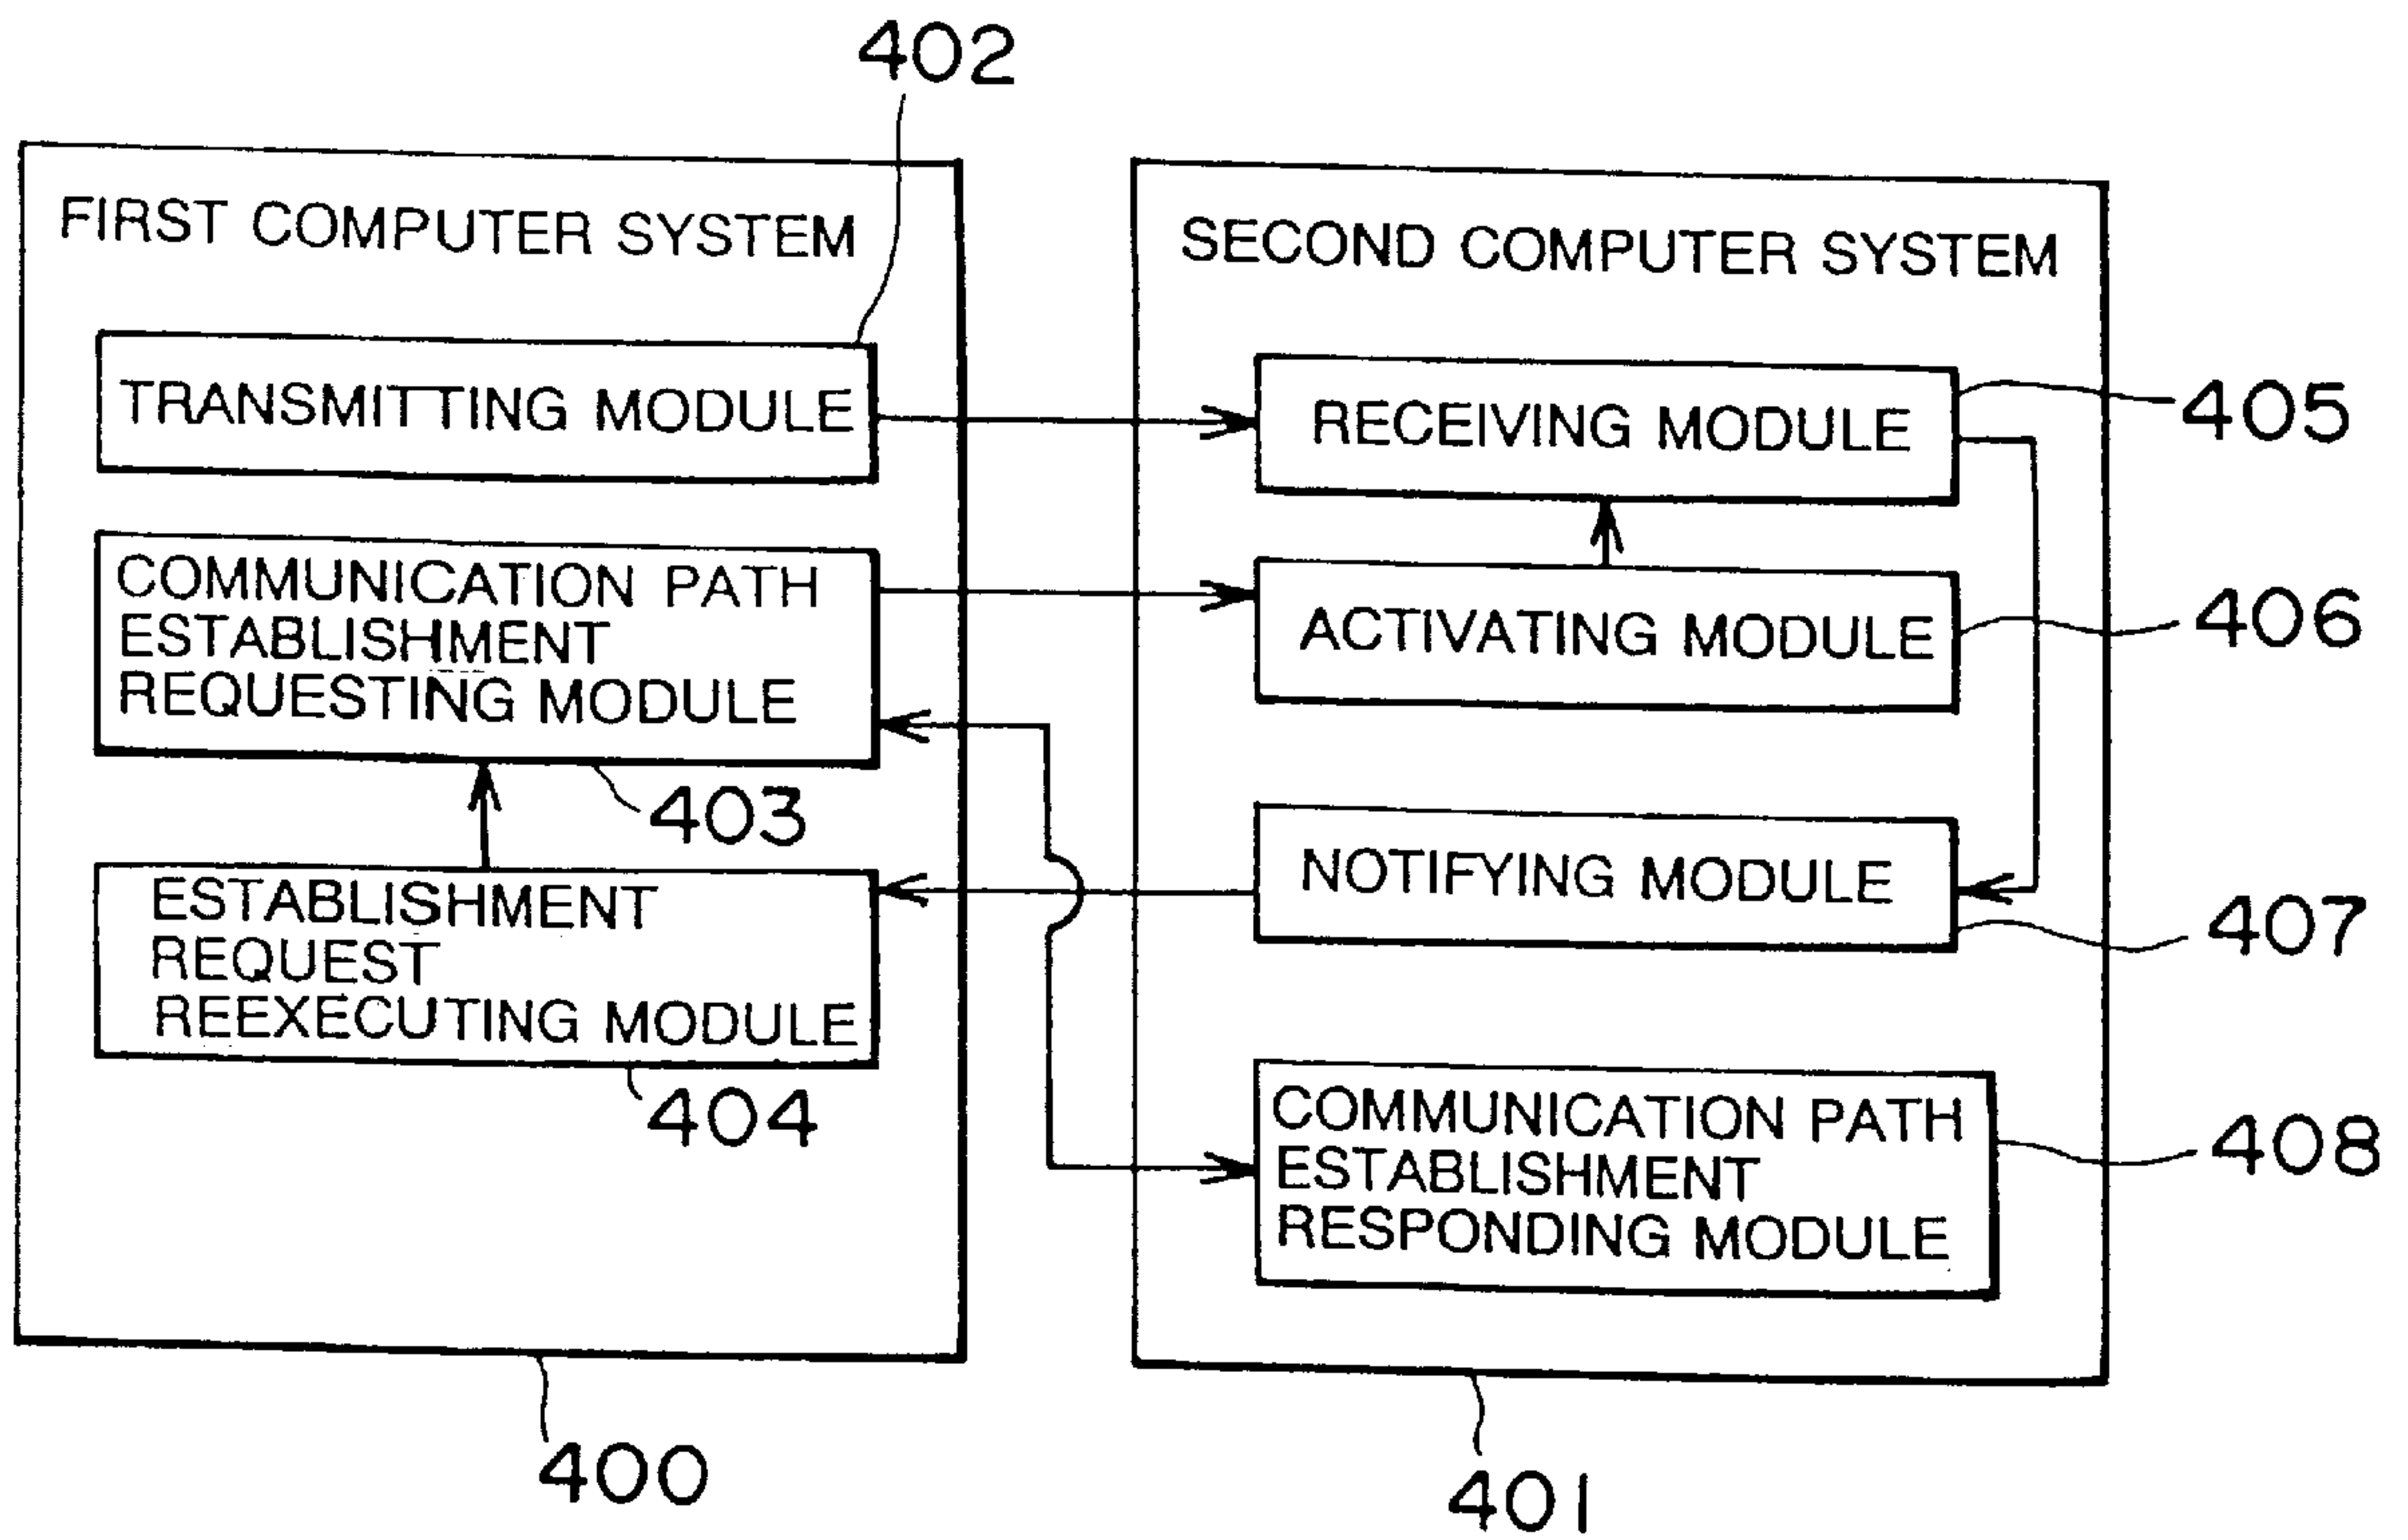 402
FIRST COMPUTER SYSTEM
TRANSMITTING MODULE
COMMUNICATION PATH
ESTABLISHMENT
REQUESTING MODULE
403
ESTABLISHMENT
REQUEST
REEXECUTING MODULE
404
400
SECOND COMPUTER SYSTEM
RECEIVING MODULE
405
ACTIVATING MODULE
406
NOTIFYING MODULE
407
COMMUNICATION PATH
ESTABLISHMENT
RESPONDING MODULE
408
401